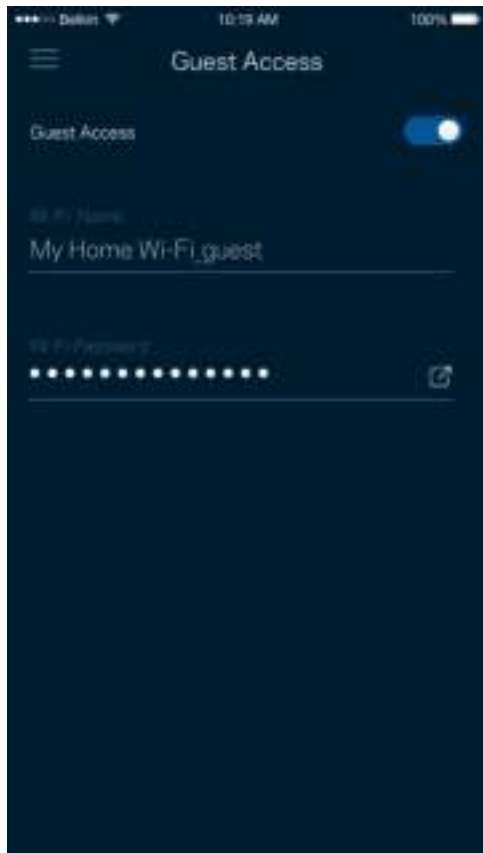 Belkin 10:19 AM 100%
Guest Access
Guest Access
Wi-Fi Name
My Home Wi-Fi_guest
Wi-Fi Password